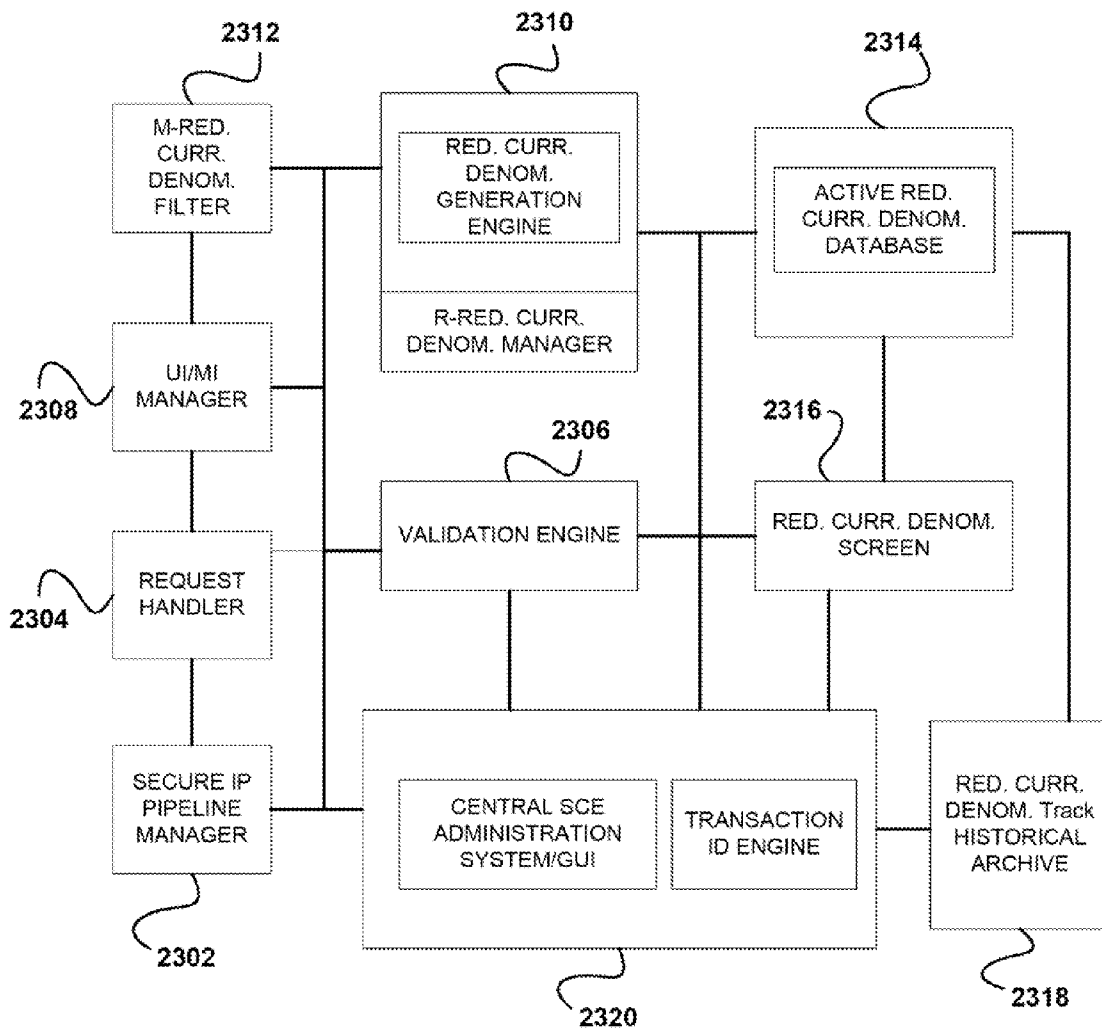 2312
2310
2314
M-RED.
CURR.
DENOM.
FILTER
RED. CURR.
DENOM.
GENERATION
ENGINE
ACTIVE RED.
CURR. DENOM.
DATABASE
R-RED. CURR.
DENOM. MANAGER
UI/MI
MANAGER
2308
2306
2316
VALIDATION ENGINE
RED. CURR. DENOM.
SCREEN
REQUEST
HANDLER
2304
SECURE IP
PIPELINE
MANAGER
CENTRAL SCE
ADMINISTRATION
SYSTEM/GUI
TRANSACTION
ID ENGINE
RED. CURR.
DENOM. Track
HISTORICAL
ARCHIVE
2302
2320
2318